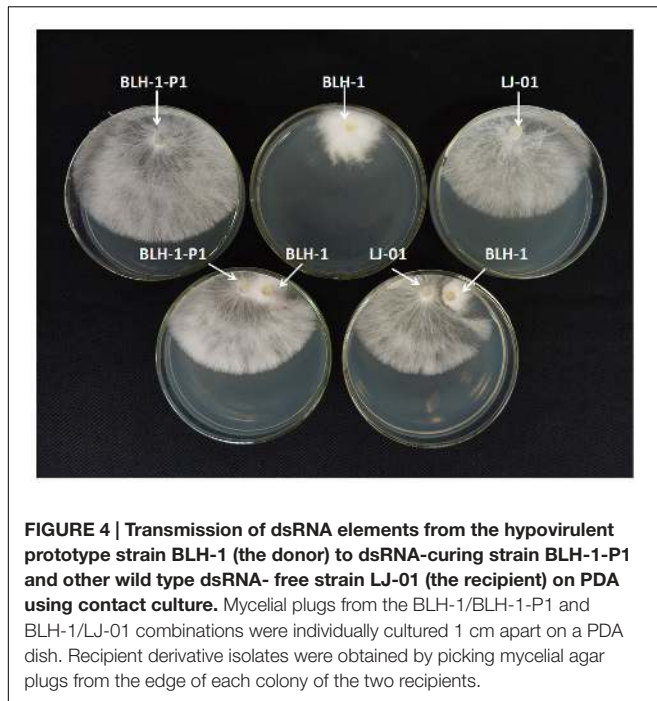 BLH-1-P1 BLH-1 LJ-01
BLH-1-P1 BLH-1 LJ-01 BLH-1
FIGURE 4 | Transmission of dsRNA elements from the hypovirulent
prototype strain BLH-1 (the donor) to dsRNA-curing strain BLH-1-P1
and other wild type dsRNA- free strain LJ-01 (the recipient) on PDA
using contact culture. Mycelial plugs from the BLH-1/BLH-1-P1 and
BLH-1/LJ-01 combinations were individually cultured 1 cm apart on a PDA
dish. Recipient derivative isolates were obtained by picking mycelial agar
plugs from the edge of each colony of the two recipients.